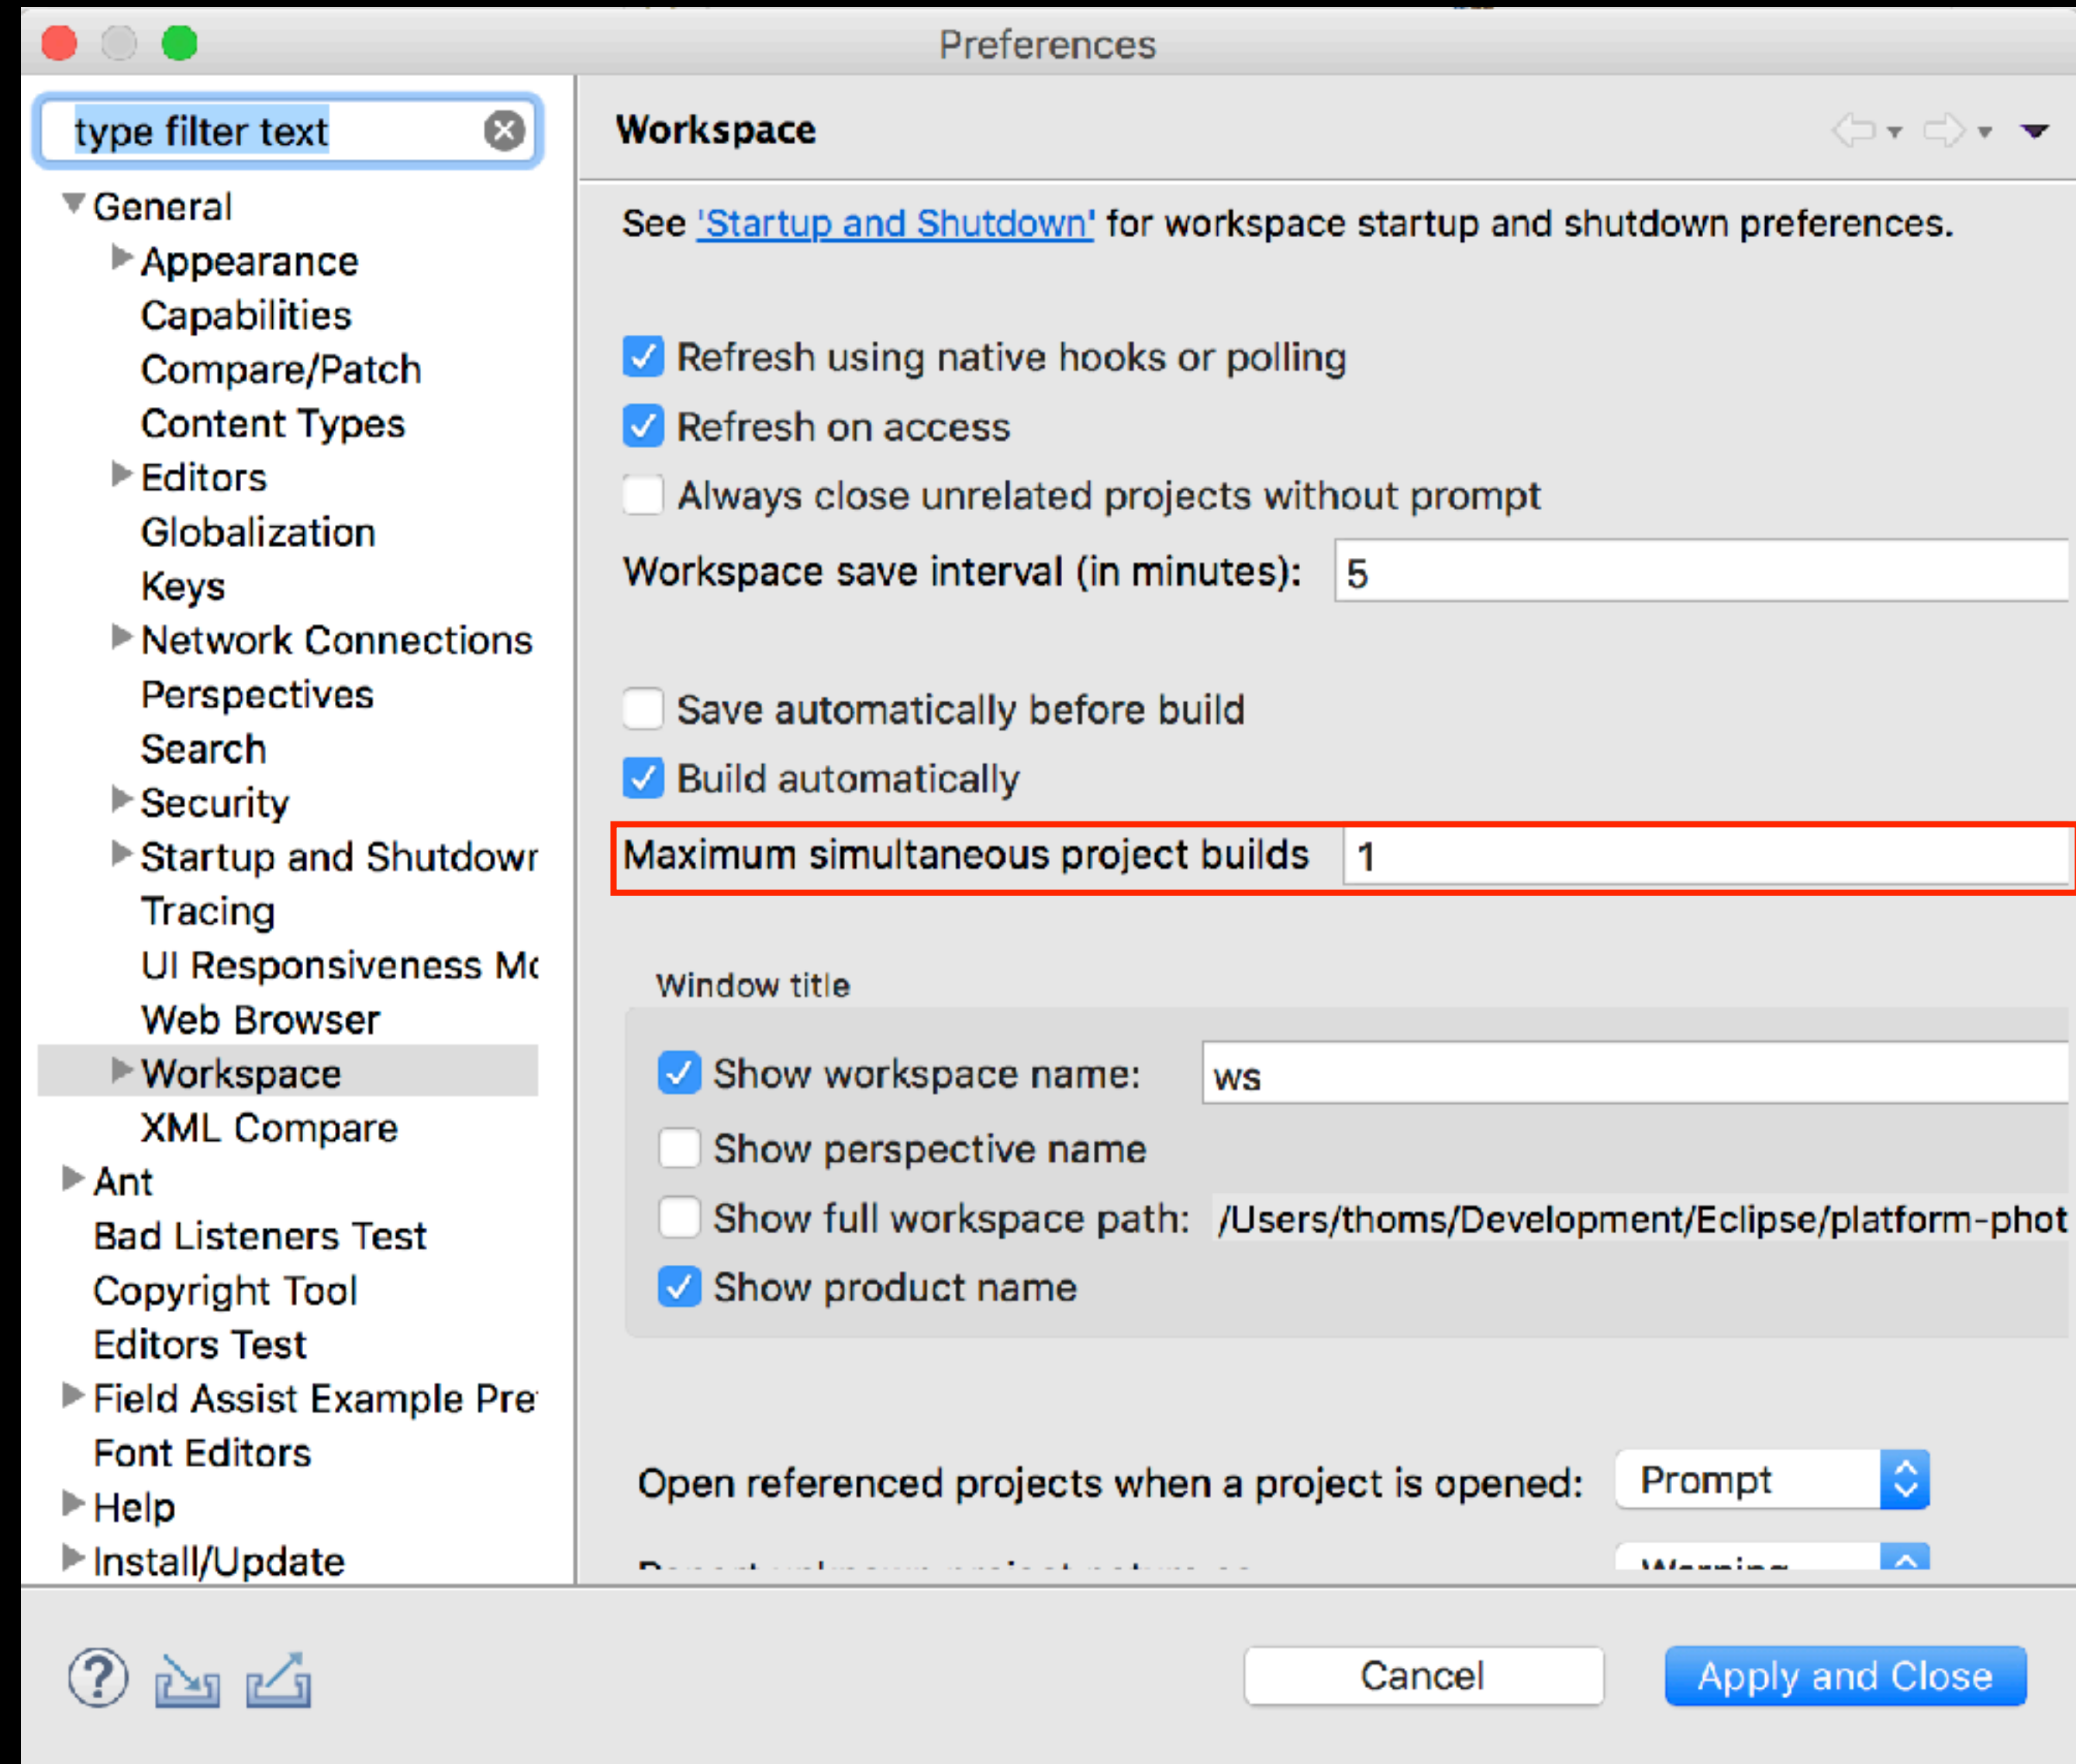 Preferences
type filter text
General
Appearance
Capabilities
Compare/Patch
Content Types
Editors
Globalization
Keys
Network Connections
Perspectives
Search
Security
Startup and Shutdowr
Tracing
UI Responsiveness Mo
Web Browser
Workspace
XML Compare
Ant
Bad Listeners Test
Copyright Tool
Editors Test
Field Assist Example Pre
Font Editors
Help
Install/Update
Workspace
See 'Startup and Shutdown' for workspace startup and shutdown preferences.
Refresh using native hooks or polling
Refresh on access
Always close unrelated projects without prompt
Workspace save interval (in minutes): 5
Save automatically before build
Build automatically
Maximum simultaneous project builds 1
Window title
Show workspace name: ws
Show perspective name
Show full workspace path: /Users/thoms/Development/Eclipse/platform-phot
Show product name
Open referenced projects when a project is opened: Prompt
Cancel
Apply and Close